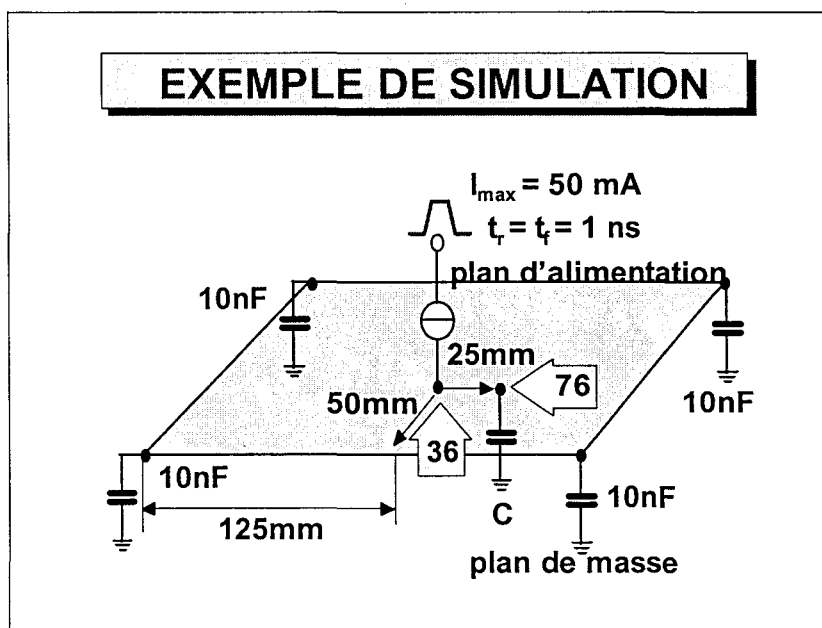 EXEMPLE DE SIMULATION
Imax = 50 mA
tr = tf = 1 ns
plan d'alimentation
10nF
25mm
76
50mm
10nF
36
10nF
C
10nF
125mm
plan de masse